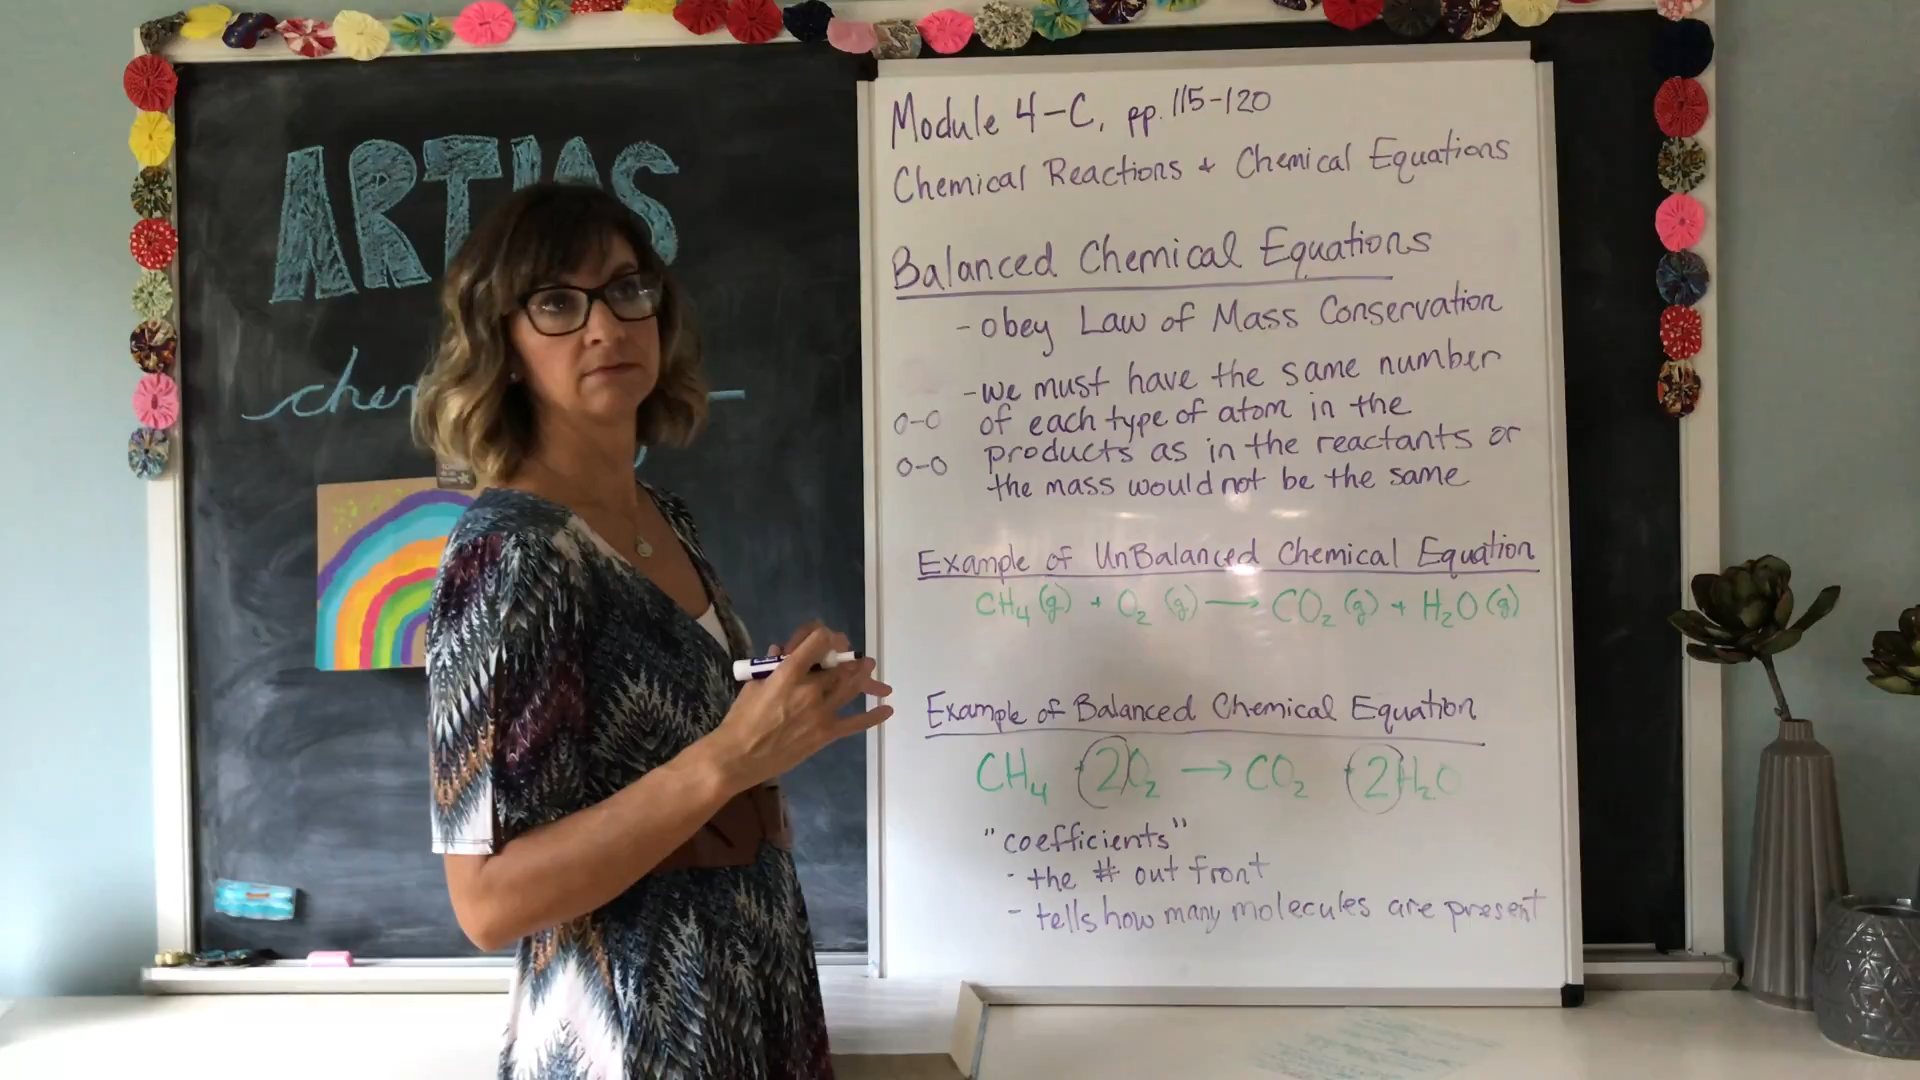 ARTIOS
Module 4-C, pp. 115-120
Chemical Reactions + Chemical Equations
Balanced Chemical Equations
- obey Law of Mass Conservation
- we must have the same number
O-O of each type of atom in the
O-O products as in the reactants or
the mass would not be the same
Example of UnBalanced Chemical Equation
CH₄ (g) + O₂ (g) → CO₂ (g) + H₂O (g)
Example of Balanced Chemical Equation
CH₄ + 2O₂ → CO₂ + 2H₂O
"coefficients"
- the # out front
- tells how many molecules are present